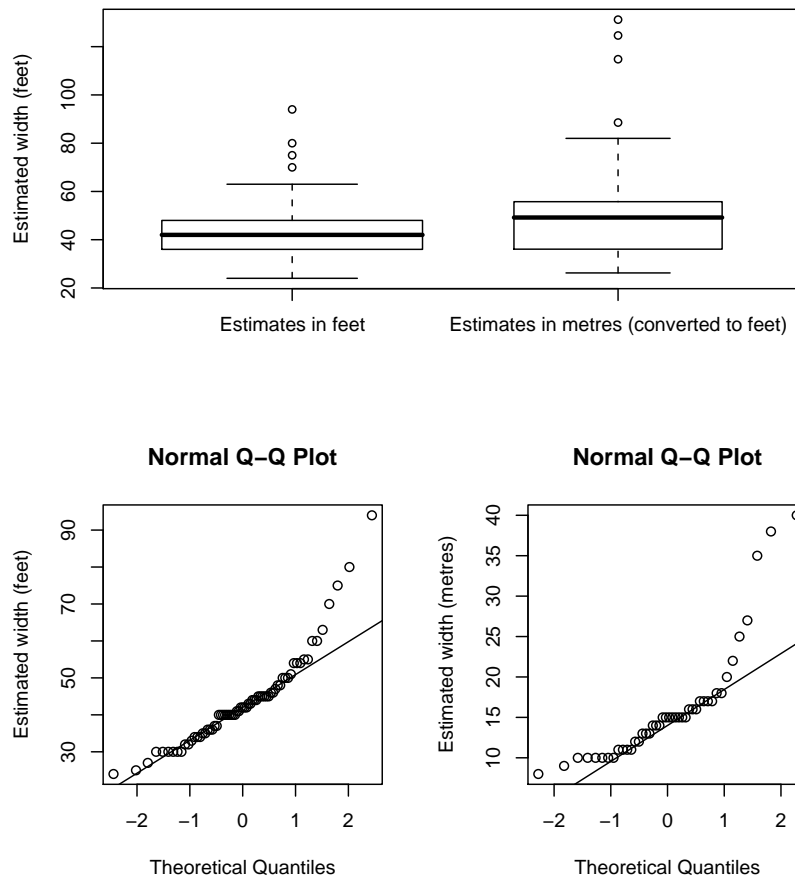 Estimated width (feet)
100
80
60
40
20
Estimates in feet
Estimates in metres (converted to feet)
Normal Q−Q Plot
Estimated width (feet)
90
70
50
30
−2 −1 0 1 2
Theoretical Quantiles
Normal Q−Q Plot
Estimated width (metres)
40
35
30
25
20
15
10
−2 −1 0 1 2
Theoretical Quantiles